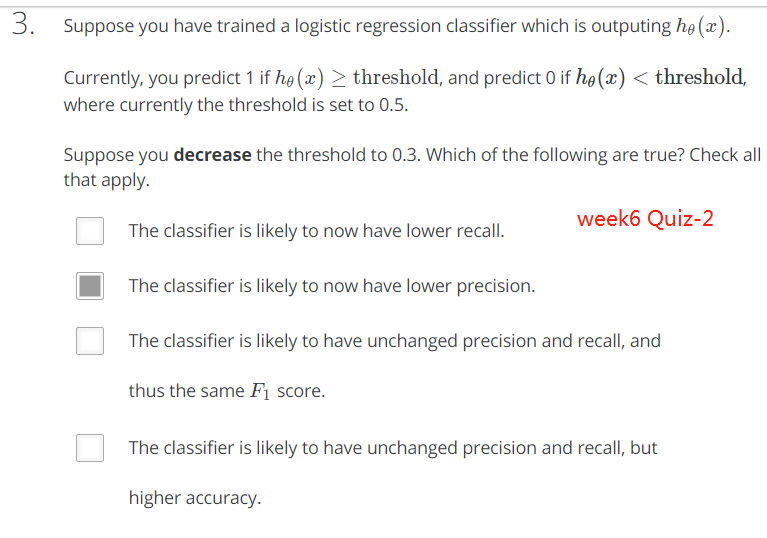 3. Suppose you have trained a logistic regression classifier which is outputing hθ(x).
Currently, you predict 1 if hθ(x) ≥ threshold, and predict 0 if hθ(x) < threshold,
where currently the threshold is set to 0.5.
Suppose you decrease the threshold to 0.3. Which of the following are true? Check all
that apply.
week6 Quiz-2
The classifier is likely to now have lower recall.
The classifier is likely to now have lower precision.
The classifier is likely to have unchanged precision and recall, and
thus the same F1 score.
The classifier is likely to have unchanged precision and recall, but
higher accuracy.